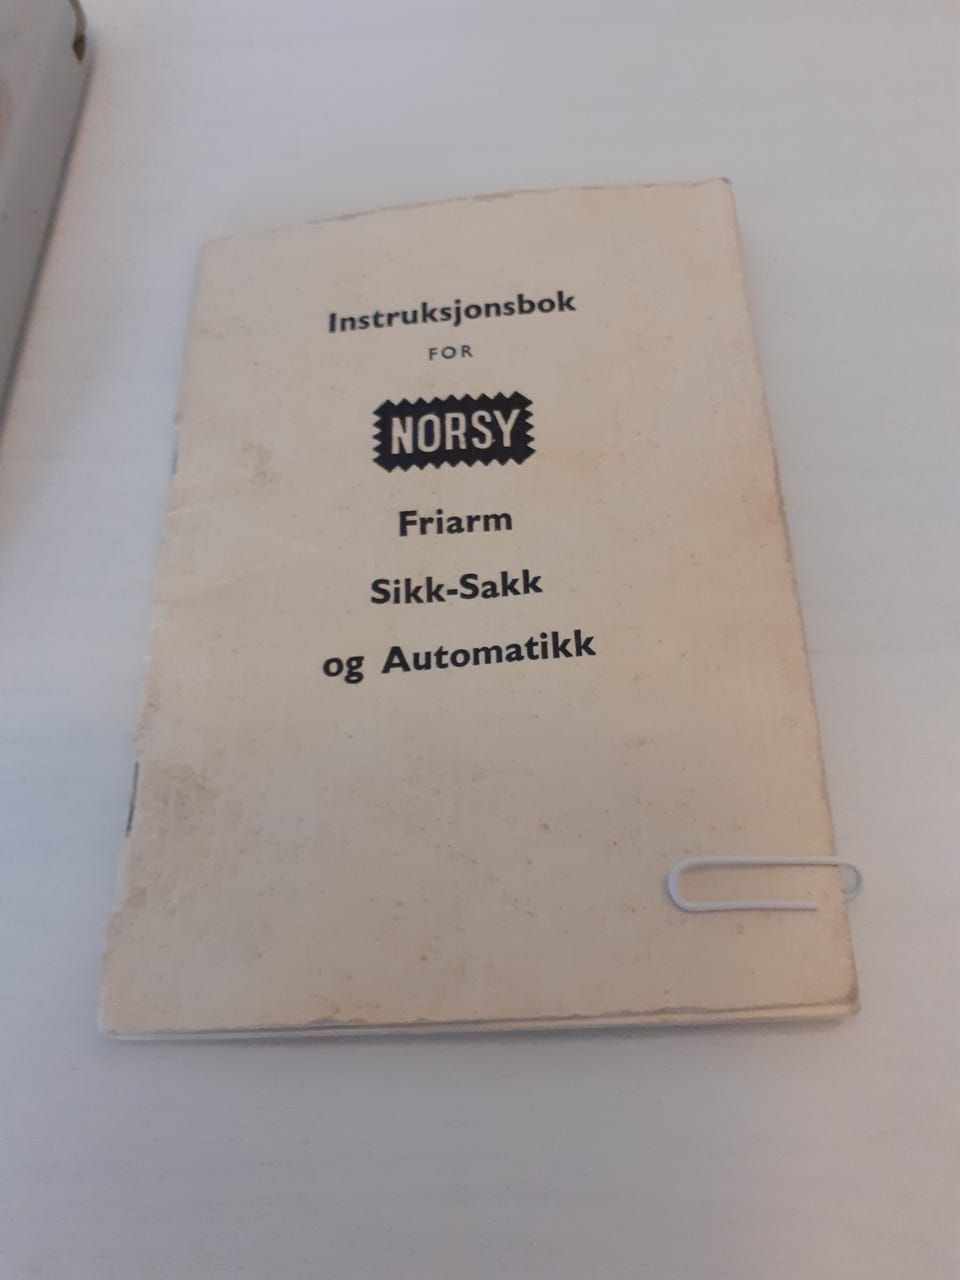 Instruksjonsbok
FOR
NORSY
Friarm
Sikk-Sakk
og Automatikk